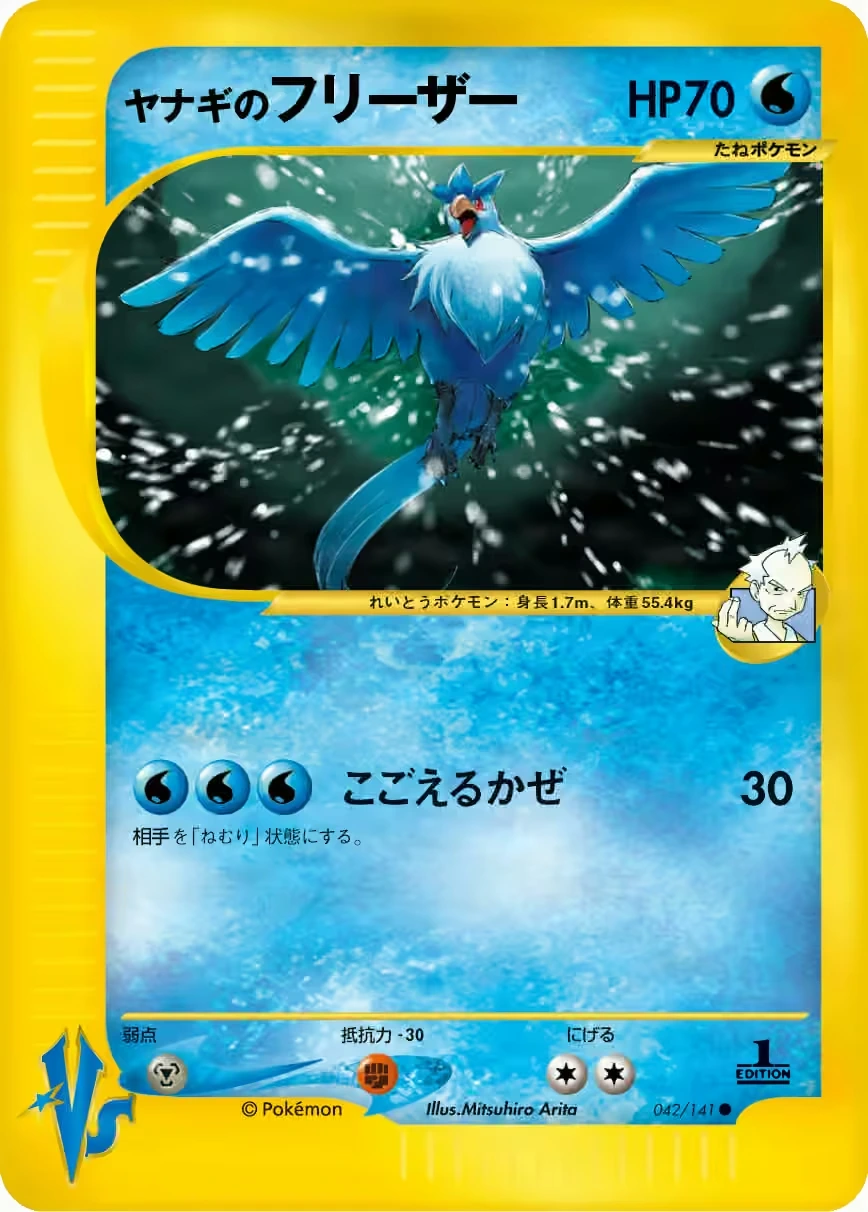 ヤナギのフリーザー HP70
たねポケモン
れいとうポケモン：身長1.7m、体重55.4kg
こごえるかぜ 30
相手を「ねむり」状態にする。
弱点 抵抗力 -30 にげる
1
EDITION
VS
© Pokémon Illus.Mitsuhiro Arita 042/141